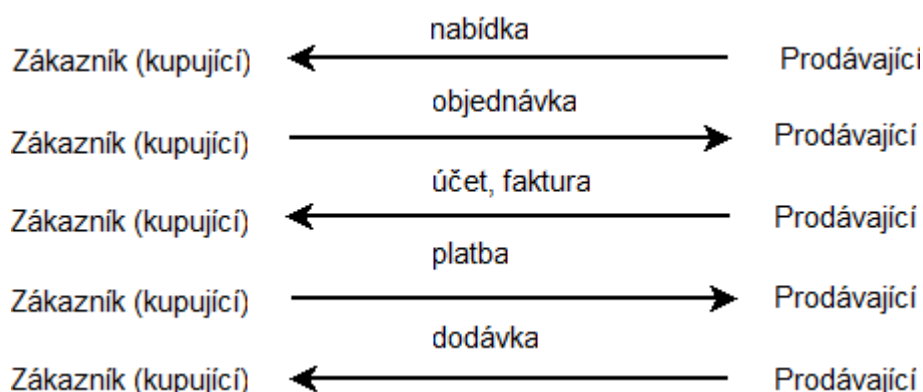 nabídka
Zákazník (kupující) Prodávající
objednávka
Zákazník (kupující) Prodávající
účet, faktura
Zákazník (kupující) Prodávající
platba
Zákazník (kupující) Prodávající
dodávka
Zákazník (kupující) Prodávající